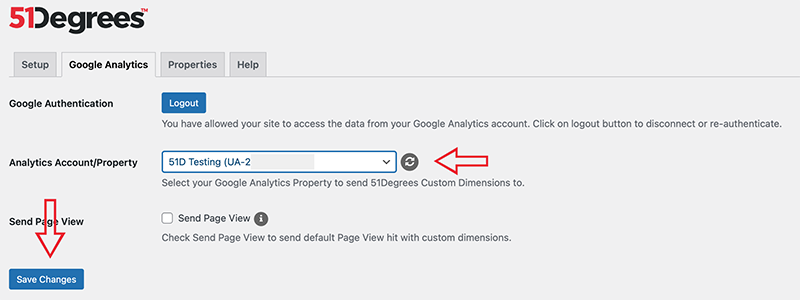 51Degrees™
Setup Google Analytics Properties Help
Google Authentication Logout
You have allowed your site to access the data from your Google Analytics account. Click on logout button to disconnect or re-authenticate.
Analytics Account/Property 51D Testing (UA-2
Select your Google Analytics Property to send 51Degrees Custom Dimensions to.
Send Page View Send Page View i
Check Send Page View to send default Page View hit with custom dimensions.
Save Changes